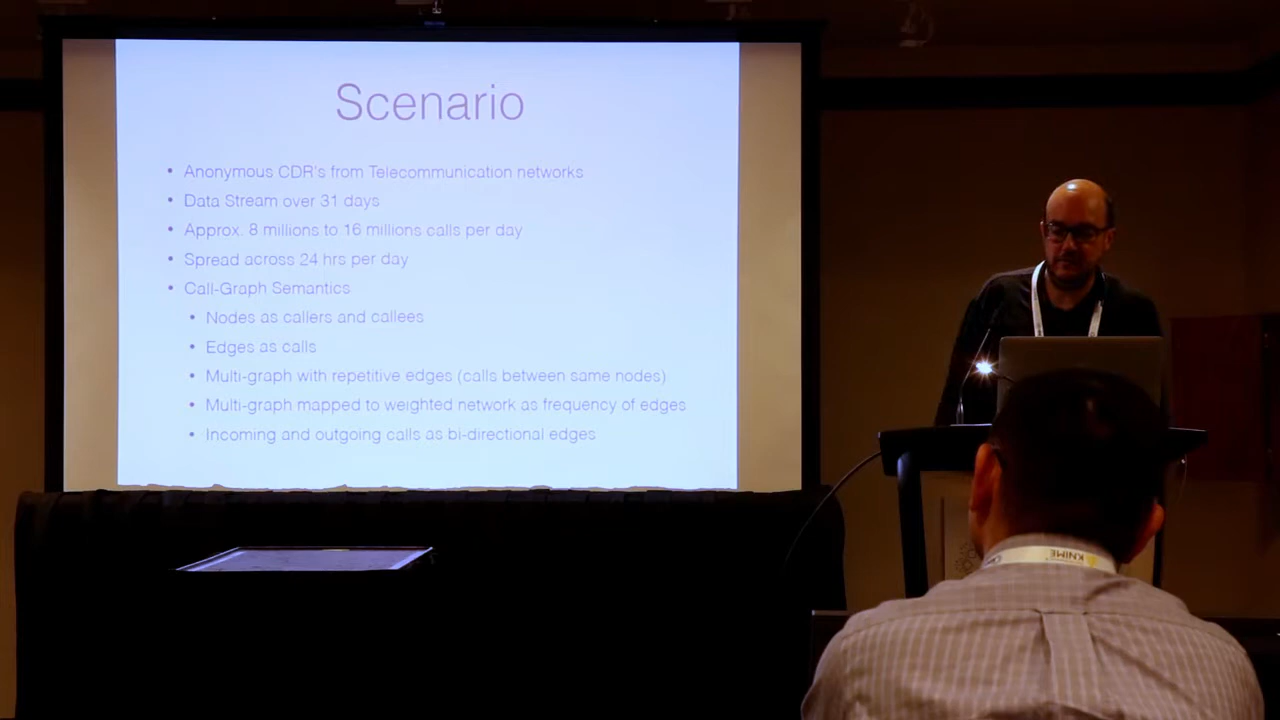 Scenario
• Anonymous CDR's from Telecommunication networks
• Data Stream over 31 days
• Approx. 8 millions to 16 millions calls per day
• Spread across 24 hrs per day
• Call-Graph Semantics
• Nodes as callers and callees
• Edges as calls
• Multi-graph with repetitive edges (calls between same nodes)
• Multi-graph mapped to weighted network as frequency of edges
• Incoming and outgoing calls as bi-directional edges
KNIME